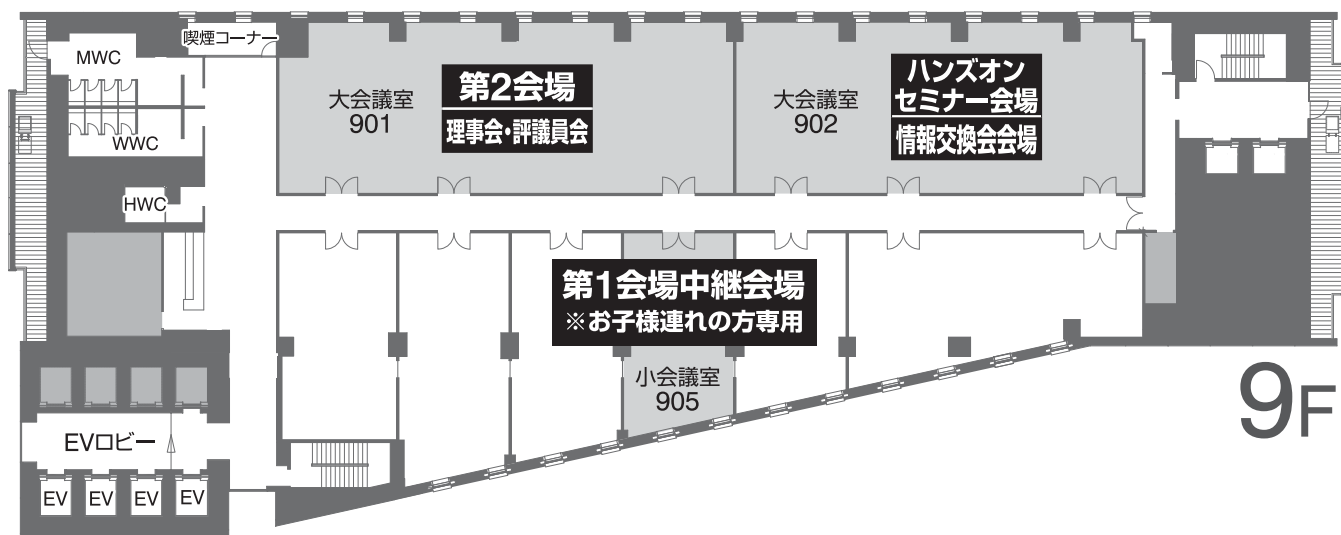 喫煙コーナー
MWC
WWC
HWC
大会議室
901
第2会場
理事会・評議員会
大会議室
902
ハンズオン
セミナー会場
情報交換会会場
第1会場中継会場
※お子様連れの方専用
小会議室
905
9F
EVロビー
EV
EV
EV
EV